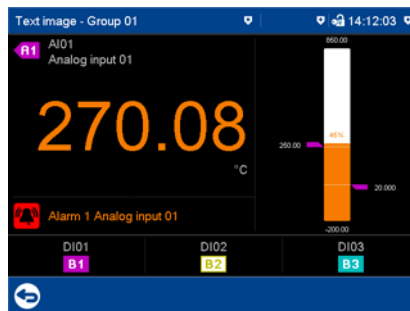 Text image - Group 01
14:12:03
A1
AI01
Analog input 01
270.08
°C
850.00
45%
250.00
20.000
-200.00
Alarm 1 Analog input 01
DI01
DI02
DI03
B1
B2
B3